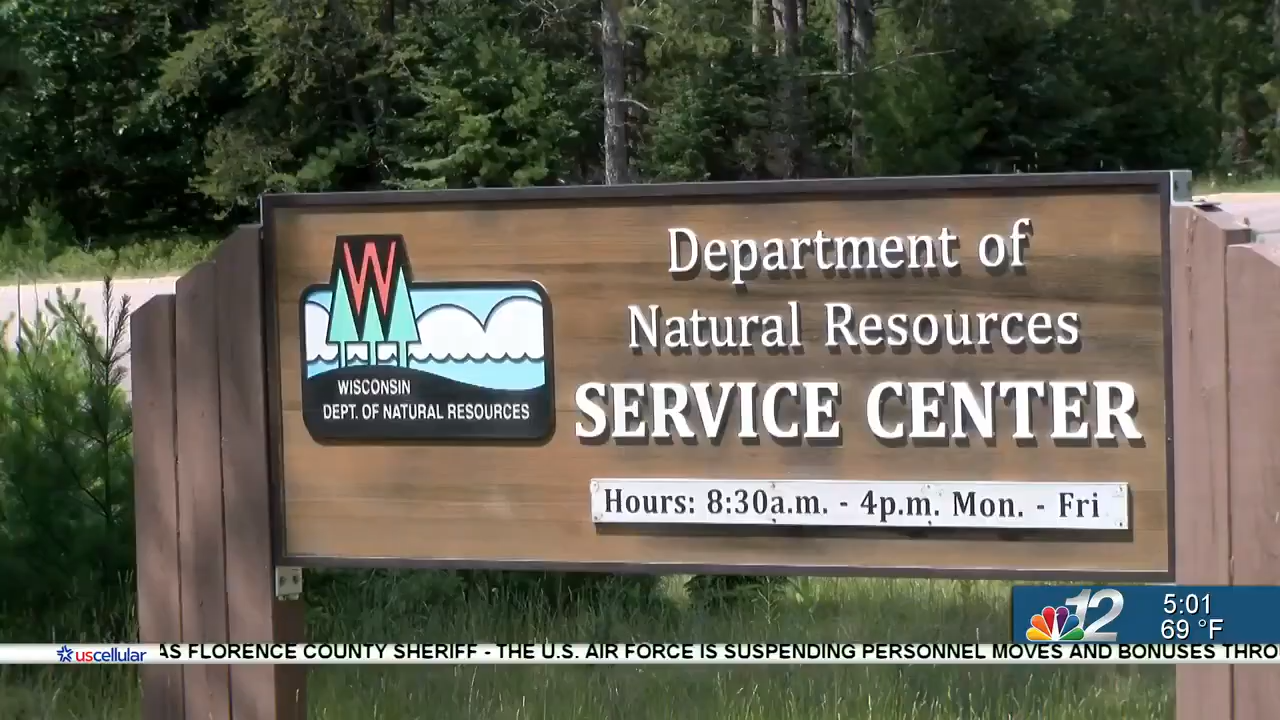 Department of
Natural Resources
SERVICE CENTER
Hours: 8:30a.m. - 4p.m. Mon. - Fri
W
WISCONSIN
DEPT. OF NATURAL RESOURCES
12
5:01
69 °F
uscellular AS FLORENCE COUNTY SHERIFF - THE U.S. AIR FORCE IS SUSPENDING PERSONNEL MOVES AND BONUSES THRO